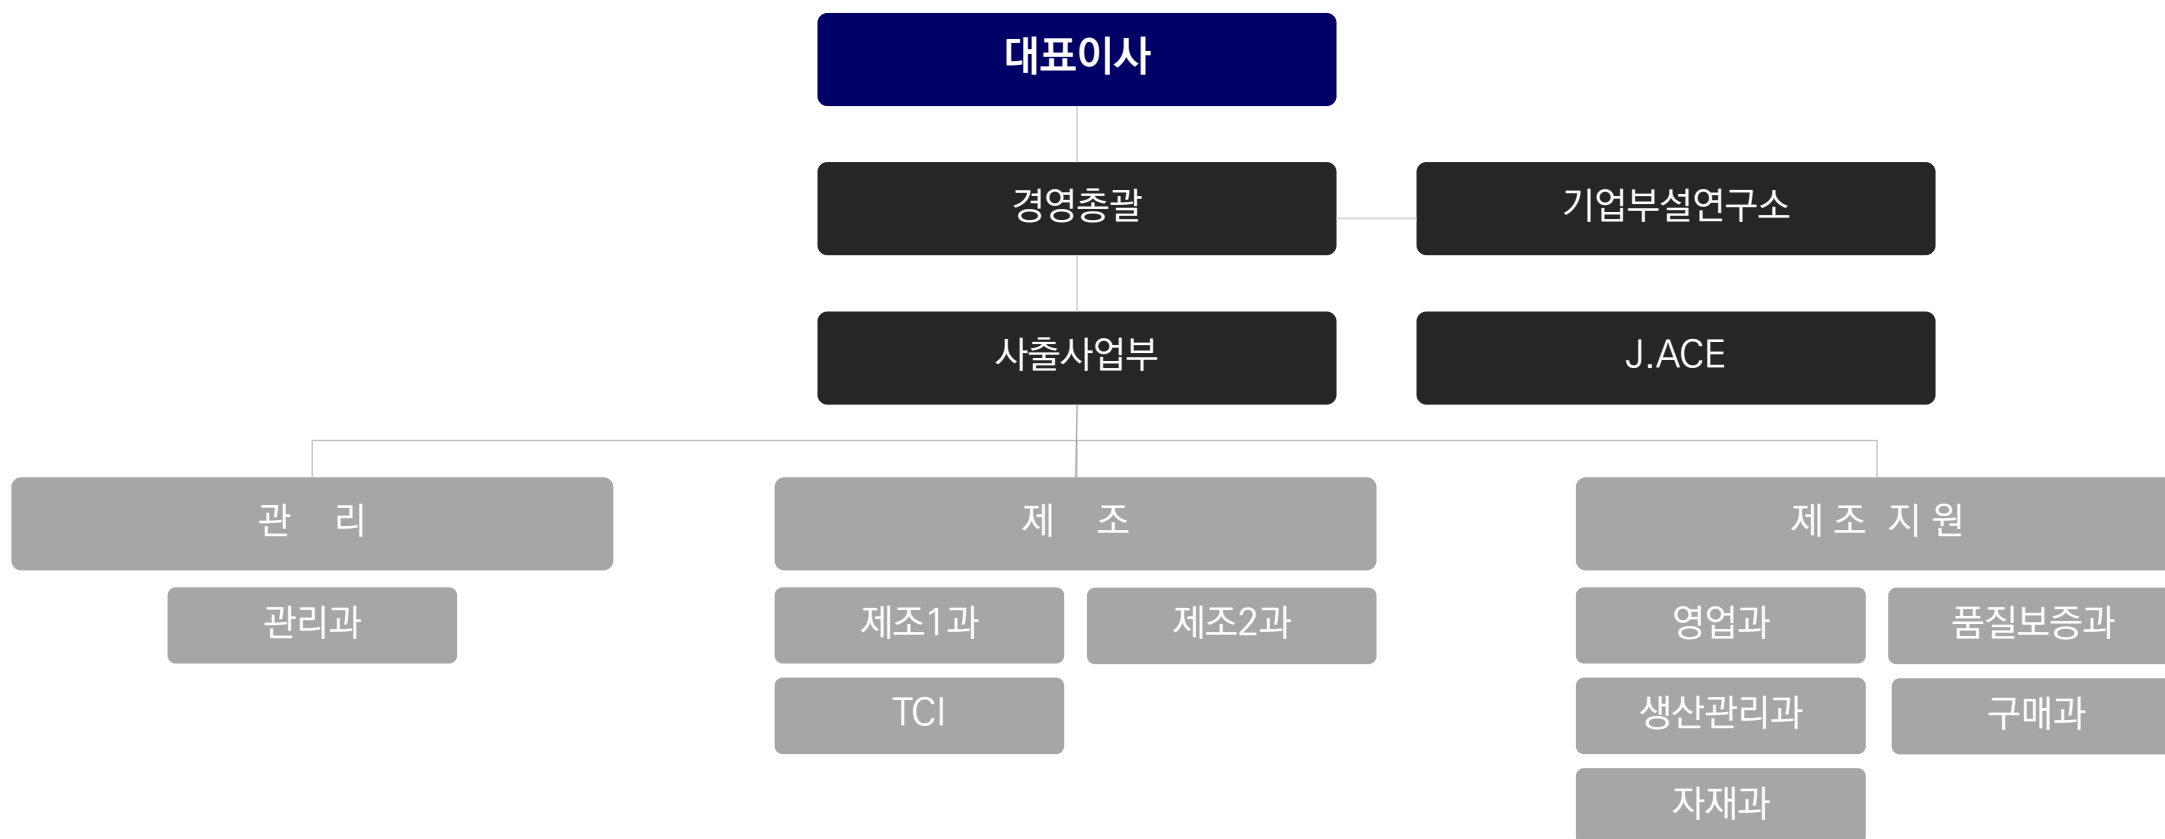 대표이사
경영총괄
기업부설연구소
사출사업부
J.ACE
관 리
제 조
제 조 지 원
관리과
제조1과
제조2과
영업과
품질보증과
TCI
생산관리과
구매과
자재과